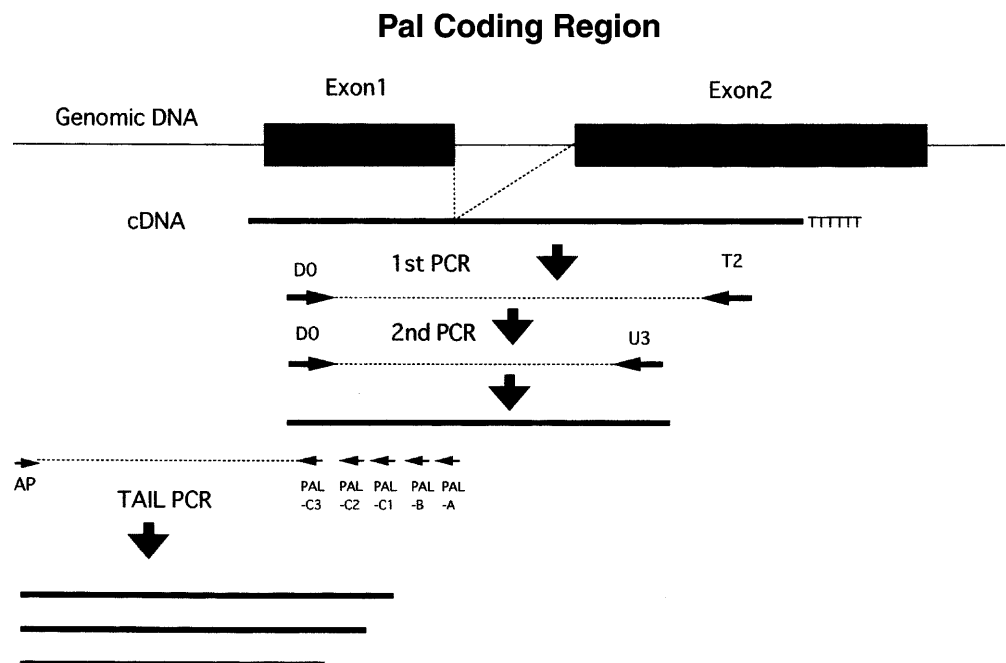 Pal Coding Region
Exon1
Exon2
Genomic DNA
cDNA
TTTTTT
D0
1st PCR
T2
D0
2nd PCR
U3
AP
PAL
-C3
PAL
-C2
PAL
-C1
PAL
-B
PAL
-A
TAIL PCR